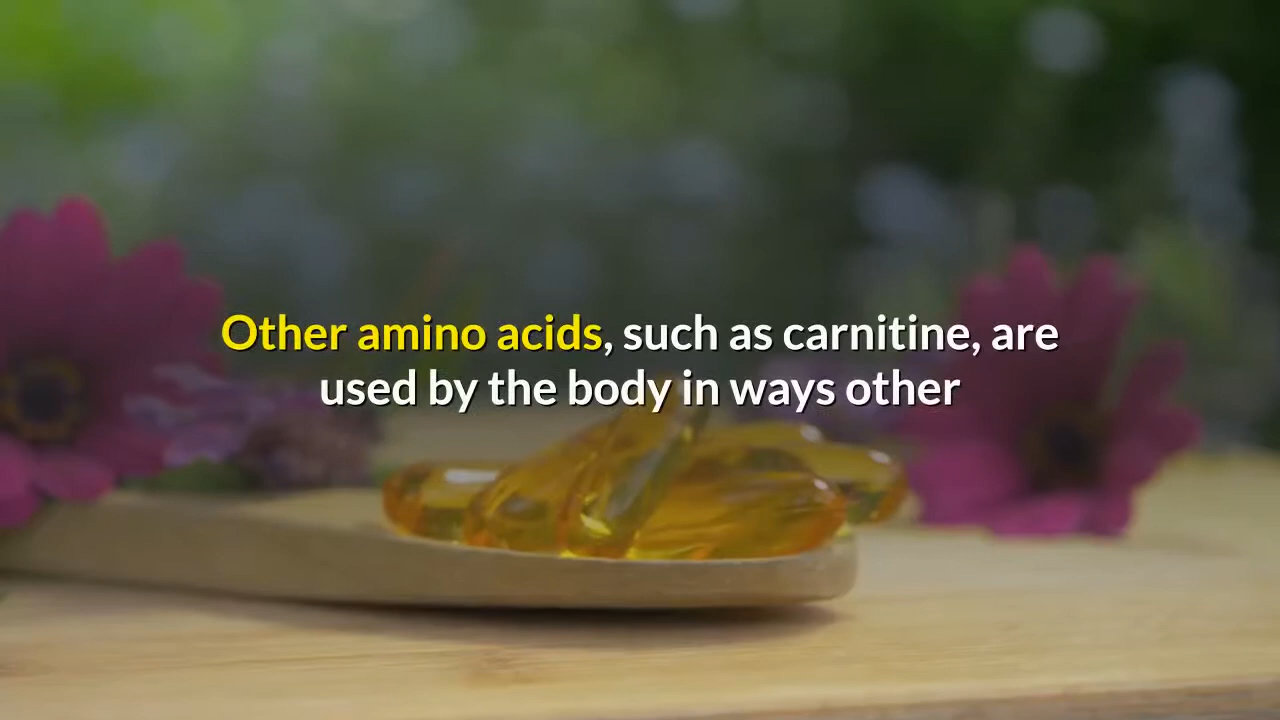 Other amino acids, such as carnitine, are
used by the body in ways other